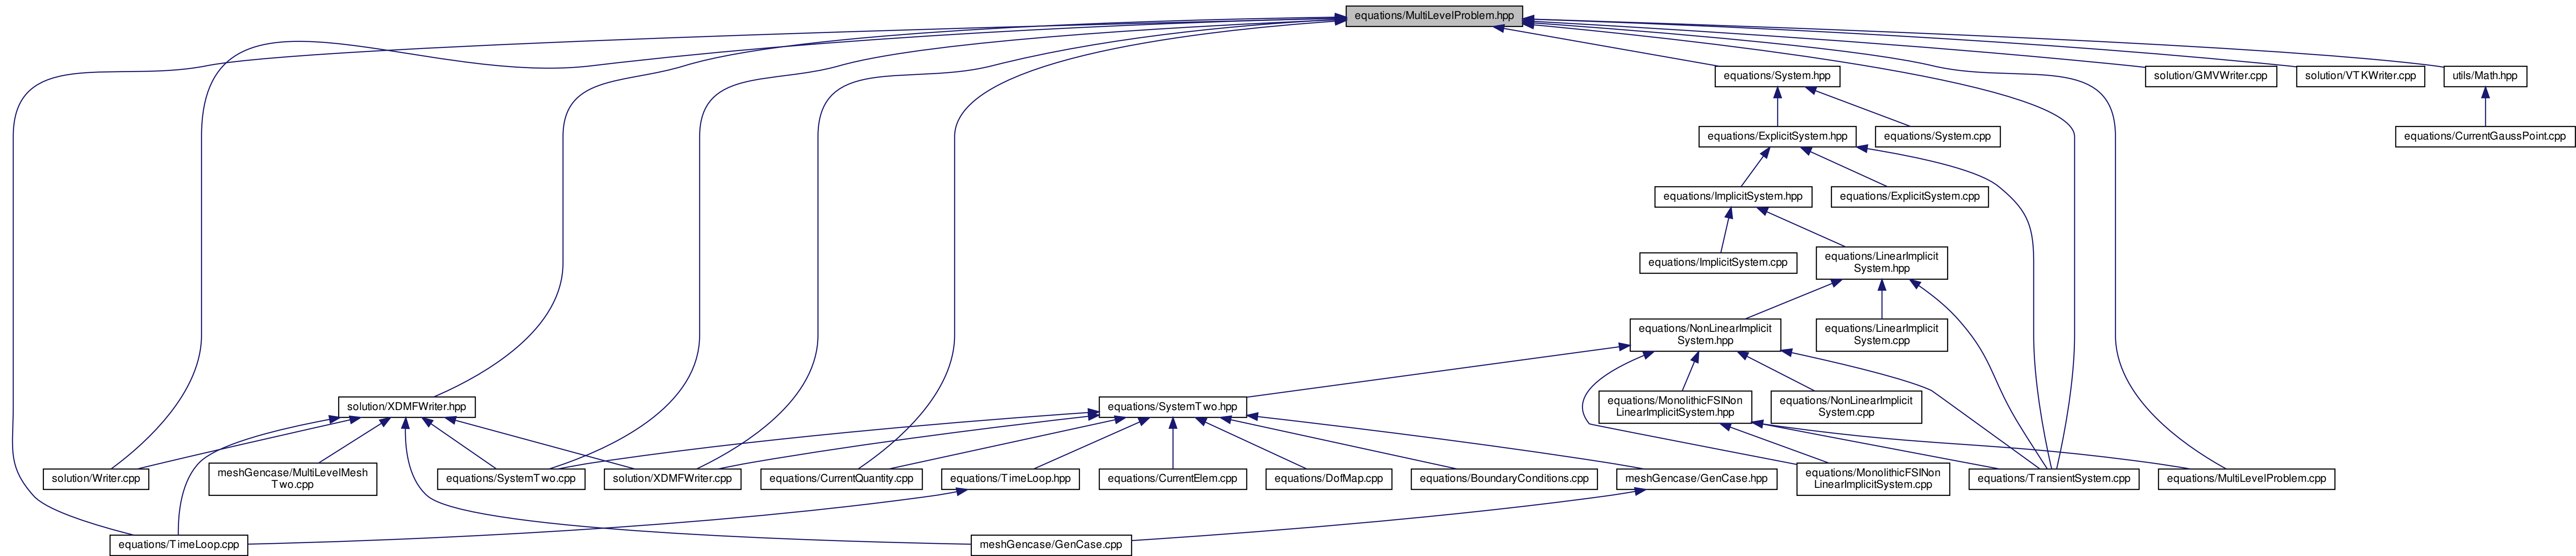 equations/MultiLevelProblem.hpp
equations/System.hpp
solution/GMVWriter.cpp
solution/VTKWriter.cpp
utils/Math.hpp
equations/ExplicitSystem.hpp
equations/System.cpp
equations/CurrentGaussPoint.cpp
equations/ImplicitSystem.hpp
equations/ExplicitSystem.cpp
equations/ImplicitSystem.cpp
equations/LinearImplicit
System.hpp
equations/NonLinearImplicit
System.hpp
equations/LinearImplicit
System.cpp
solution/XDMFWriter.hpp
equations/SystemTwo.hpp
equations/MonolithicFSINon
LinearImplicitSystem.hpp
equations/NonLinearImplicit
System.cpp
solution/Writer.cpp
meshGencase/MultiLevelMesh
Two.cpp
equations/SystemTwo.cpp
solution/XDMFWriter.cpp
equations/CurrentQuantity.cpp
equations/TimeLoop.hpp
equations/CurrentElem.cpp
equations/DofMap.cpp
equations/BoundaryConditions.cpp
meshGencase/GenCase.hpp
equations/MonolithicFSINon
LinearImplicitSystem.cpp
equations/TransientSystem.cpp
equations/MultiLevelProblem.cpp
equations/TimeLoop.cpp
meshGencase/GenCase.cpp